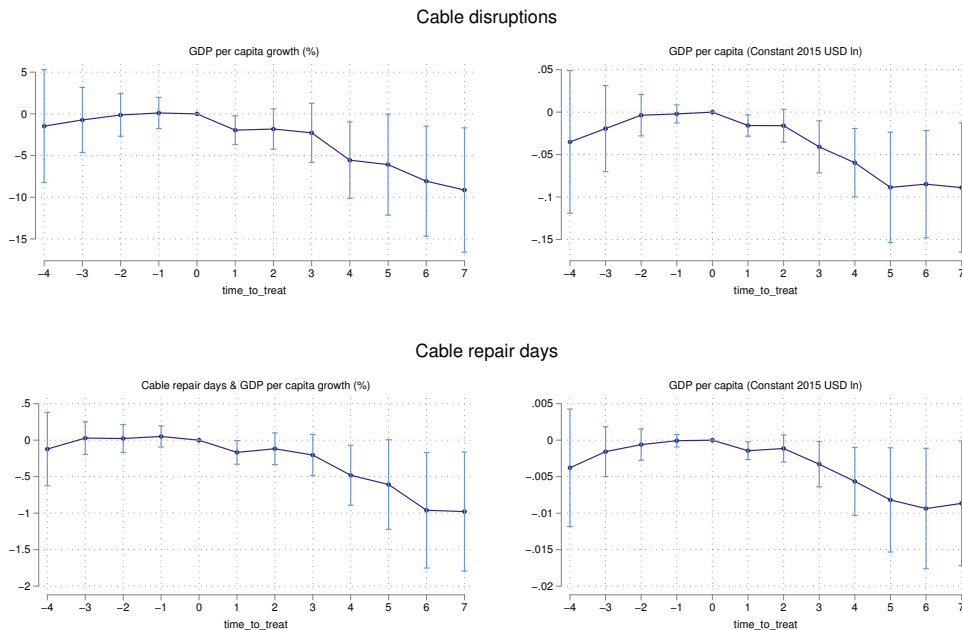 Cable disruptions
GDP per capita growth (%)
5
0
−5
−10
−15
−4 −3 −2 −1 0 1 2 3 4 5 6 7
time_to_treat
GDP per capita (Constant 2015 USD ln)
.05
0
−.05
−.1
−.15
−4 −3 −2 −1 0 1 2 3 4 5 6 7
time_to_treat
Cable repair days
Cable repair days & GDP per capita growth (%)
.5
0
−.5
−1
−1.5
−2
−4 −3 −2 −1 0 1 2 3 4 5 6 7
time_to_treat
GDP per capita (Constant 2015 USD ln)
.005
0
−.005
−.01
−.015
−.02
−4 −3 −2 −1 0 1 2 3 4 5 6 7
time_to_treat